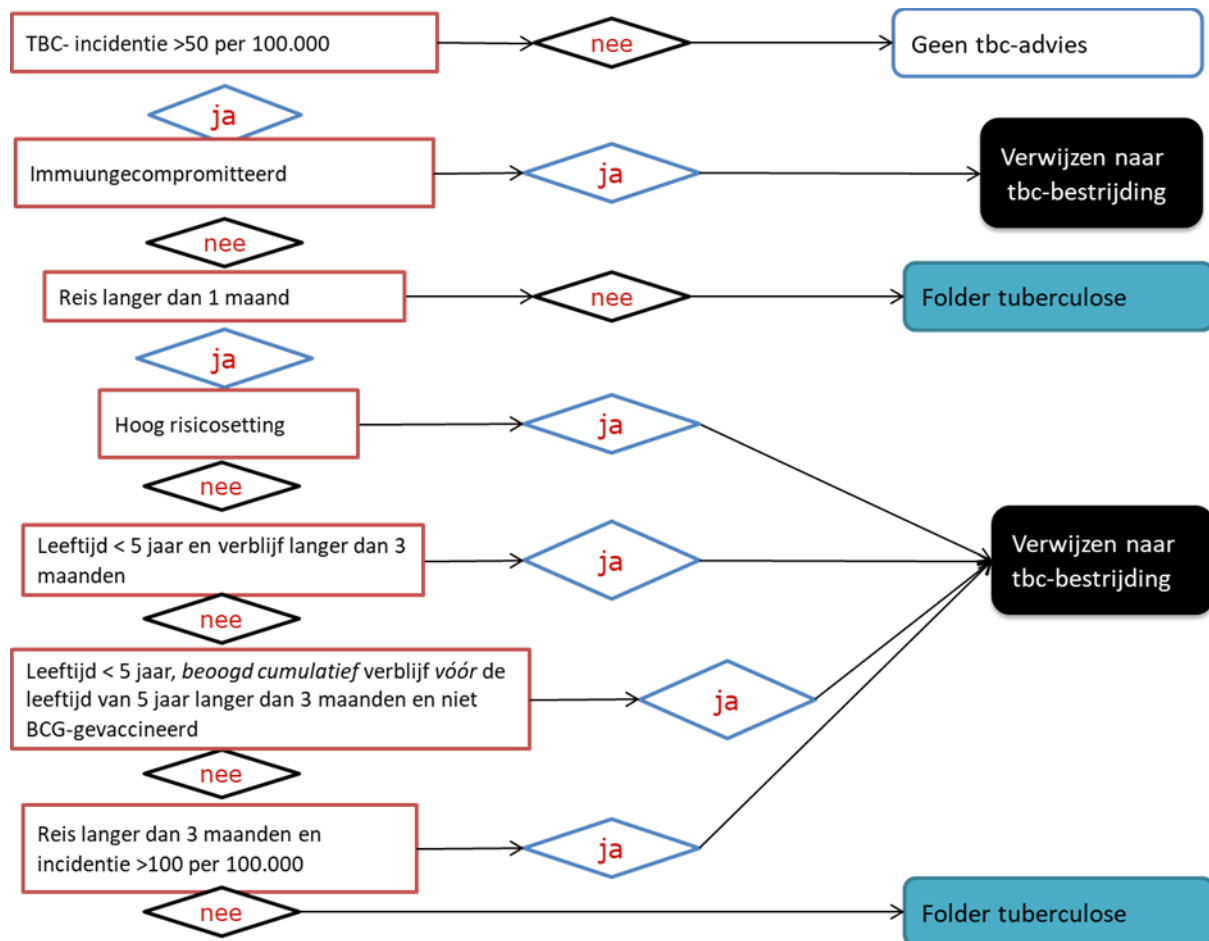 TBC- incidentie >50 per 100.000
nee
Geen tbc-advies
ja
Immuungecompromitteerd
ja
Verwijzen naar
tbc-bestrijding
nee
Reis langer dan 1 maand
nee
Folder tuberculose
ja
Hoog risicosetting
ja
nee
Leeftijd < 5 jaar en verblijf langer dan 3
maanden
ja
Verwijzen naar
tbc-bestrijding
nee
Leeftijd < 5 jaar, beoogd cumulatief verblijf vóór de
leeftijd van 5 jaar langer dan 3 maanden en niet
BCG-gevaccineerd
ja
nee
Reis langer dan 3 maanden en
incidentie >100 per 100.000
ja
nee
Folder tuberculose